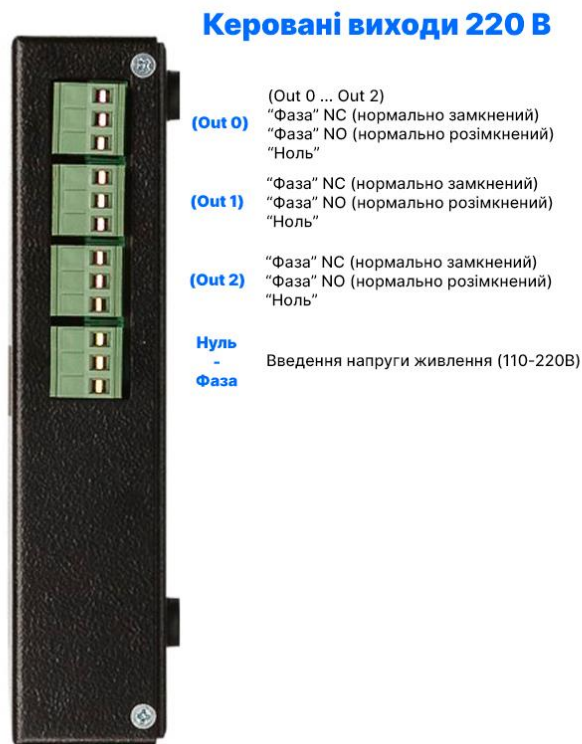 Керовані виходи 220 В
(Out 0 ... Out 2)
(Out 0)
“Фаза” NC (нормально замкнений)
“Фаза” NO (нормально розімкнений)
“Ноль”
(Out 1)
“Фаза” NC (нормально замкнений)
“Фаза” NO (нормально розімкнений)
“Ноль”
(Out 2)
“Фаза” NC (нормально замкнений)
“Фаза” NO (нормально розімкнений)
“Ноль”
Нуль
-
Фаза
Введення напруги живлення (110-220В)